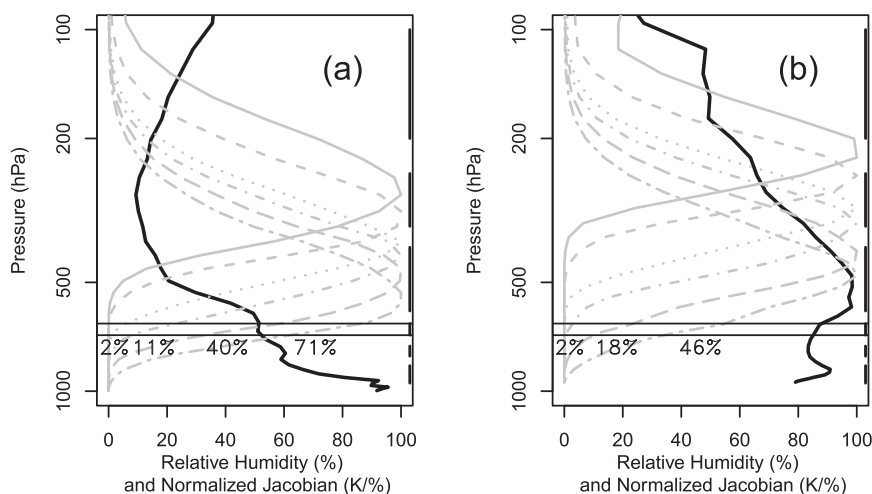 (a)
Pressure (hPa)
100
200
500
1000
2% 11% 40% 71%
0 20 40 60 80 100
Relative Humidity (%)
and Normalized Jacobian (K/%)
(b)
Pressure (hPa)
100
200
500
1000
2% 18% 46%
0 20 40 60 80 100
Relative Humidity (%)
and Normalized Jacobian (K/%)